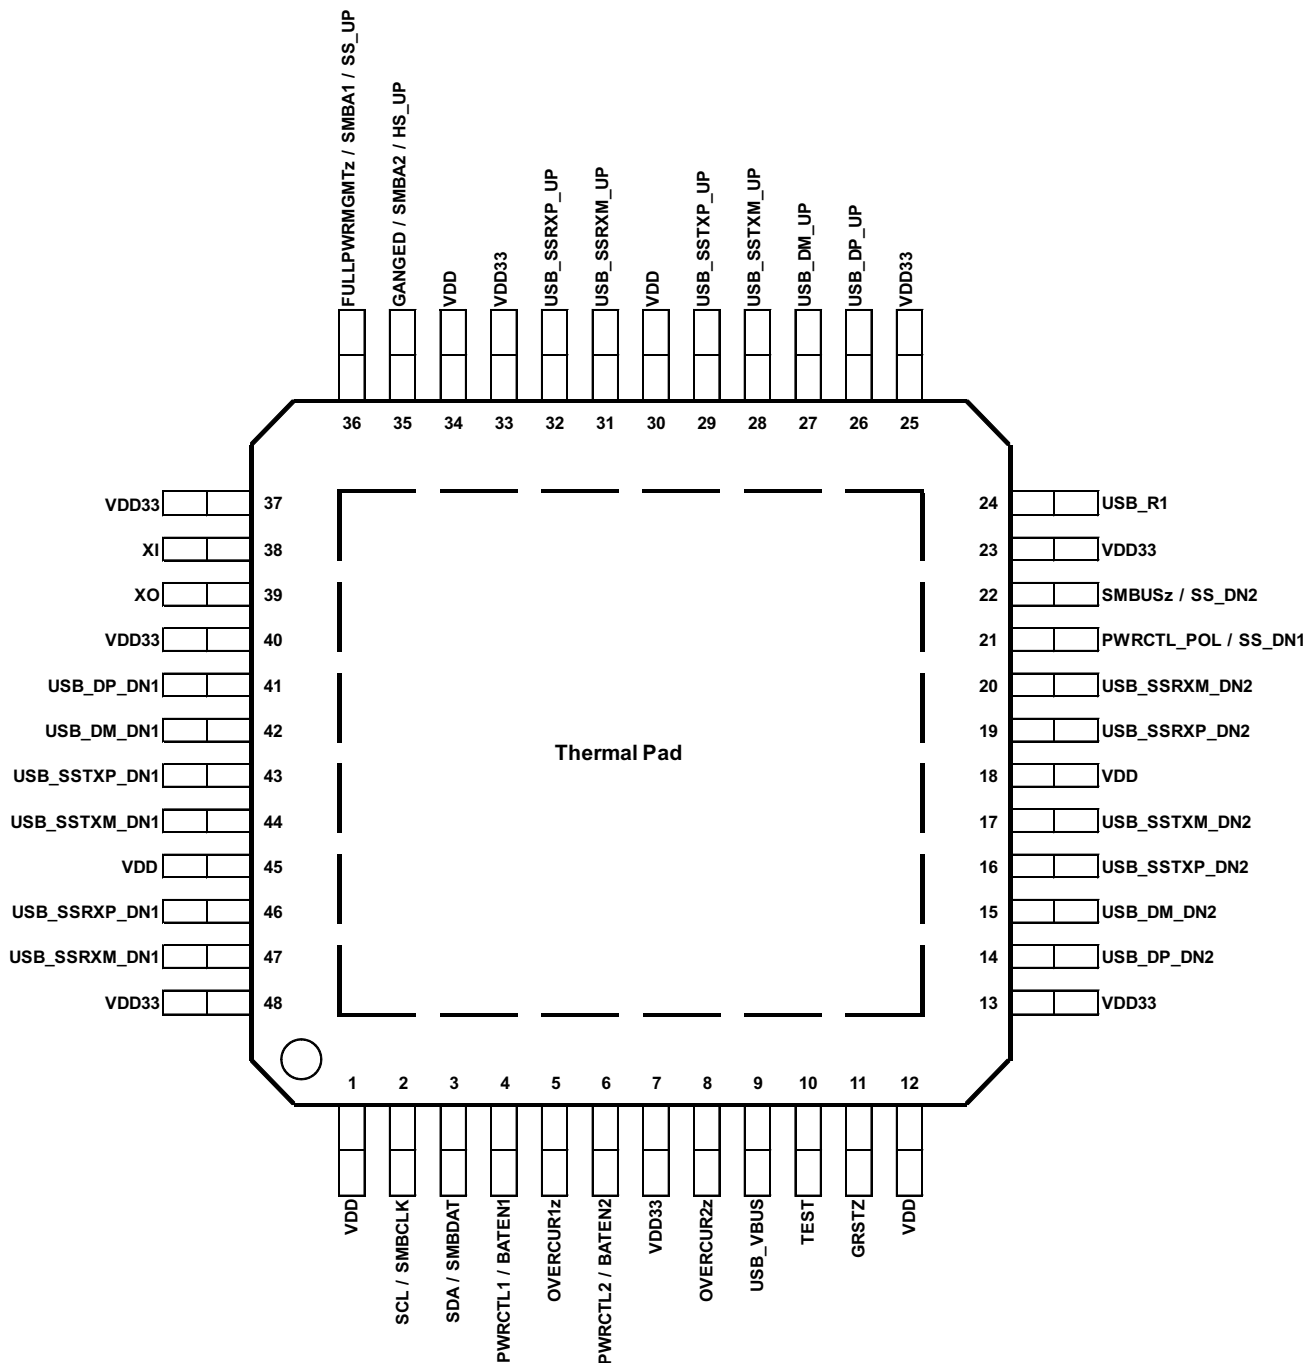 FULLPWRMGMTz / SMBA1 / SS_UP
GANGED / SMBA2 / HS_UP
VDD
VDD33
USB_SSRXP_UP
USB_SSRXM_UP
VDD
USB_SSTXP_UP
USB_SSTXM_UP
USB_DM_UP
USB_DP_UP
VDD33
36 35 34 33 32 31 30 29 28 27 26 25
VDD33 37
XI 38
XO 39
VDD33 40
USB_DP_DN1 41
USB_DM_DN1 42
USB_SSTXP_DN1 43
USB_SSTXM_DN1 44
VDD 45
USB_SSRXP_DN1 46
USB_SSRXM_DN1 47
VDD33 48
Thermal Pad
24 USB_R1
23 VDD33
22 SMBUSz / SS_DN2
21 PWRCTL_POL / SS_DN1
20 USB_SSRXM_DN2
19 USB_SSRXP_DN2
18 VDD
17 USB_SSTXM_DN2
16 USB_SSTXP_DN2
15 USB_DM_DN2
14 USB_DP_DN2
13 VDD33
1 2 3 4 5 6 7 8 9 10 11 12
VDD
SCL / SMBCLK
SDA / SMBDAT
PWRCTL1 / BATEN1
OVERCUR1z
PWRCTL2 / BATEN2
VDD33
OVERCUR2z
USB_VBUS
TEST
GRSTZ
VDD